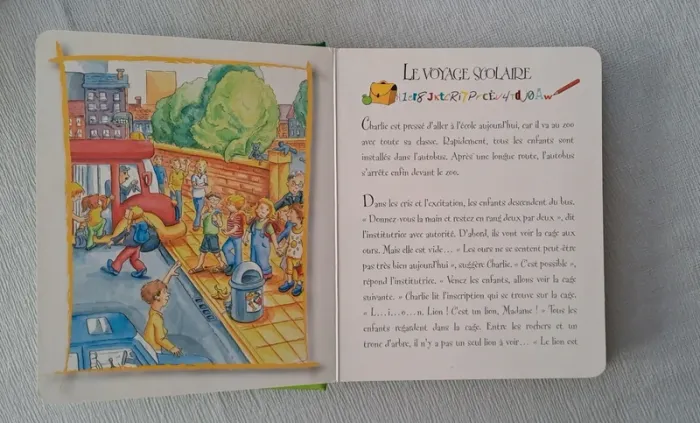 Le voyage scolaire
Charlie est pressé d'aller à l'école aujourd'hui, car il va au zoo
avec toute sa classe. Rapidement, tous les enfants sont
installés dans l'autobus. Après une longue route, l'autobus
s'arrête enfin devant le zoo.
Dans les cris et l'excitation, les enfants descendent du bus.
« Donnez-vous la main et restez en rang deux par deux », dit
l'institutrice avec autorité. D'abord, ils vont voir la cage aux
ours. Mais elle est vide... « Les ours ne se sentent peut-être
pas très bien aujourd'hui », suggère Charlie. « C'est possible »,
répond l'institutrice. « Venez les enfants, allons voir la cage
suivante. » Charlie lit l'inscription qui se trouve sur la cage.
« L...i...o...n. Lion ! C'est un lion, Madame ! » Tous les
enfants regardent dans la cage. Entre les rochers et un
tronc d'arbre, il n'y a pas un seul lion à voir... « Le lion est